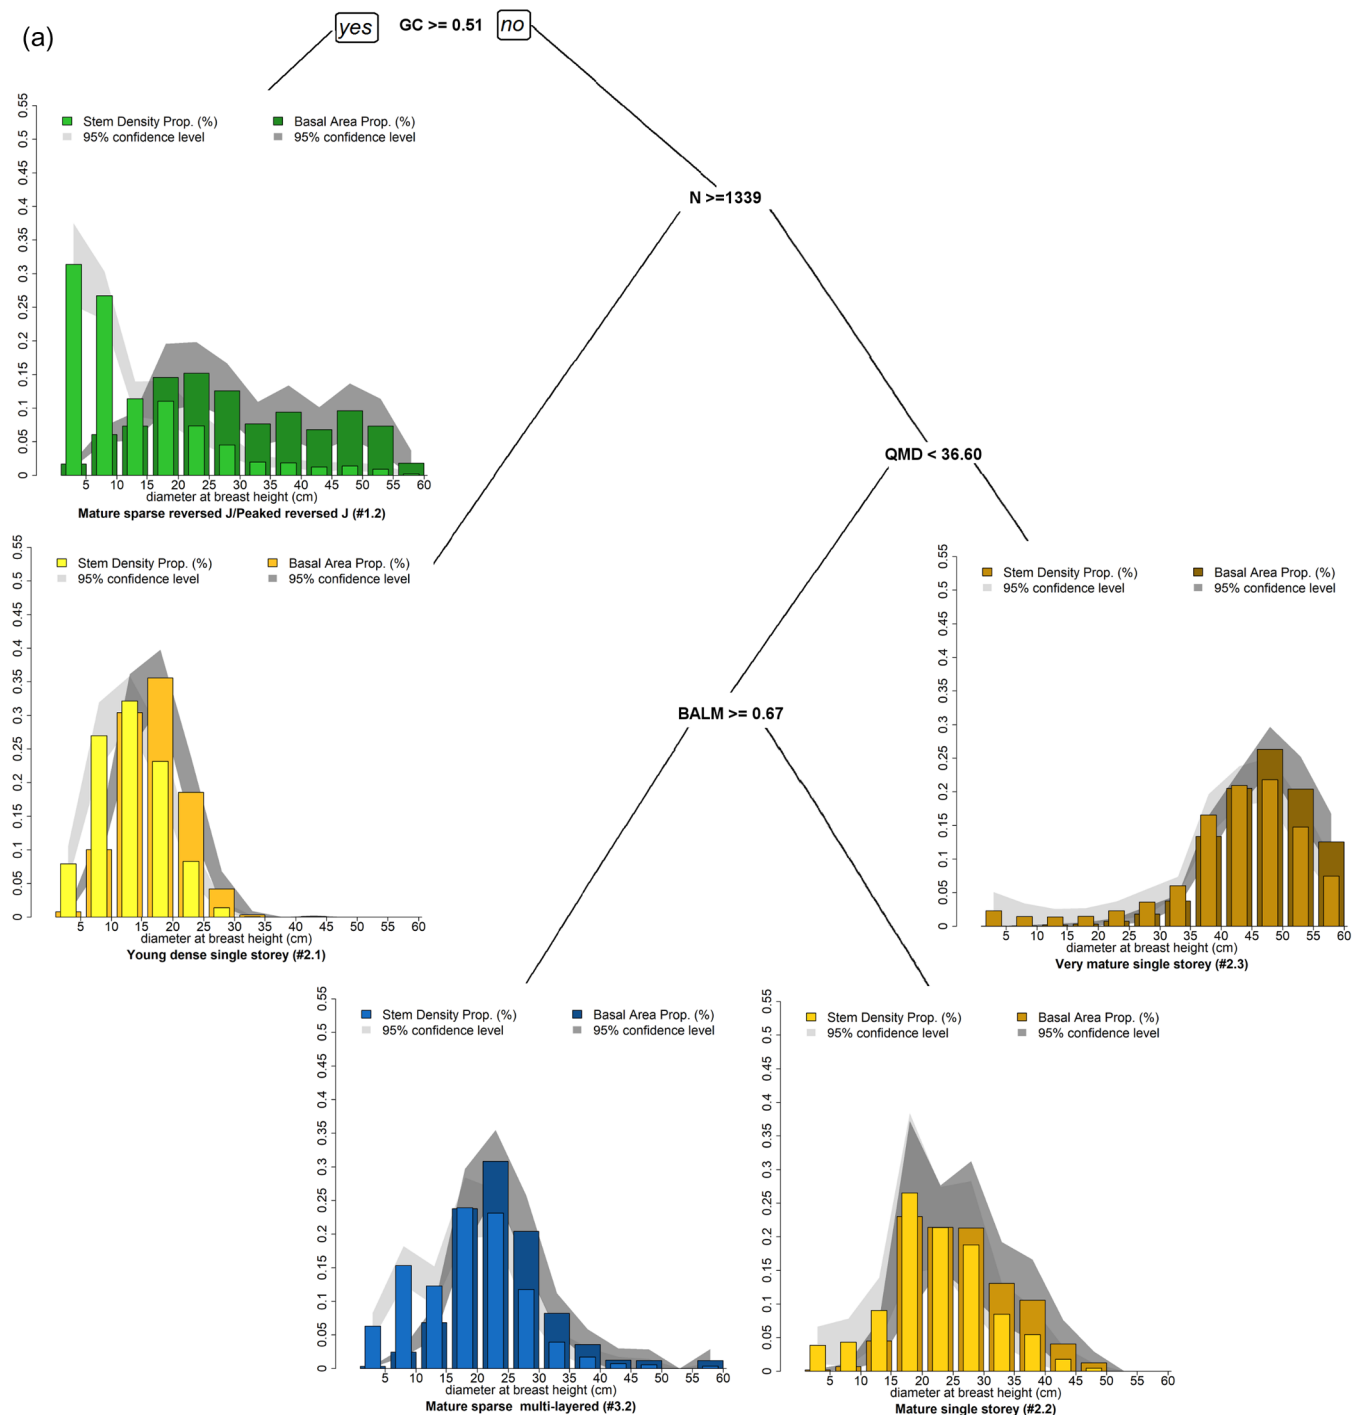 (a)
yes GC >= 0.51 no
Stem Density Prop. (%) Basal Area Prop. (%)
95% confidence level 95% confidence level
0 0.05 0.1 0.15 0.2 0.25 0.3 0.35 0.4 0.45 0.5 0.55
5 10 15 20 25 30 35 40 45 50 55 60
diameter at breast height (cm)
Mature sparse reversed J/Peaked reversed J (#1.2)
N >=1339
QMD < 36.60
Stem Density Prop. (%) Basal Area Prop. (%)
95% confidence level 95% confidence level
0 0.05 0.1 0.15 0.2 0.25 0.3 0.35 0.4 0.45 0.5 0.55
5 10 15 20 25 30 35 40 45 50 55 60
diameter at breast height (cm)
Young dense single storey (#2.1)
Stem Density Prop. (%) Basal Area Prop. (%)
95% confidence level 95% confidence level
0 0.05 0.1 0.15 0.2 0.25 0.3 0.35 0.4 0.45 0.5 0.55
5 10 15 20 25 30 35 40 45 50 55 60
diameter at breast height (cm)
Very mature single storey (#2.3)
BALM >= 0.67
Stem Density Prop. (%) Basal Area Prop. (%)
95% confidence level 95% confidence level
0 0.05 0.1 0.15 0.2 0.25 0.3 0.35 0.4 0.45 0.5 0.55
5 10 15 20 25 30 35 40 45 50 55 60
diameter at breast height (cm)
Mature sparse multi-layered (#3.2)
Stem Density Prop. (%) Basal Area Prop. (%)
95% confidence level 95% confidence level
0 0.05 0.1 0.15 0.2 0.25 0.3 0.35 0.4 0.45 0.5 0.55
5 10 15 20 25 30 35 40 45 50 55 60
diameter at breast height (cm)
Mature single storey (#2.2)